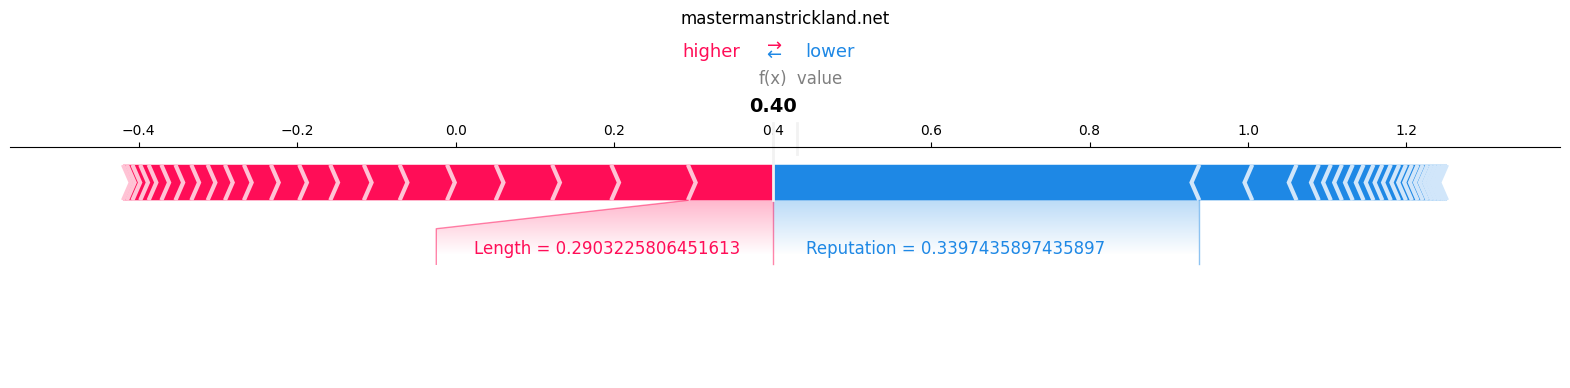 mastermanstrickland.net
higher ⇄ lower
f(x) value
0.40
−0.4 −0.2 0.0 0.2 0.4 0.6 0.8 1.0 1.2
Length = 0.2903225806451613 Reputation = 0.3397435897435897